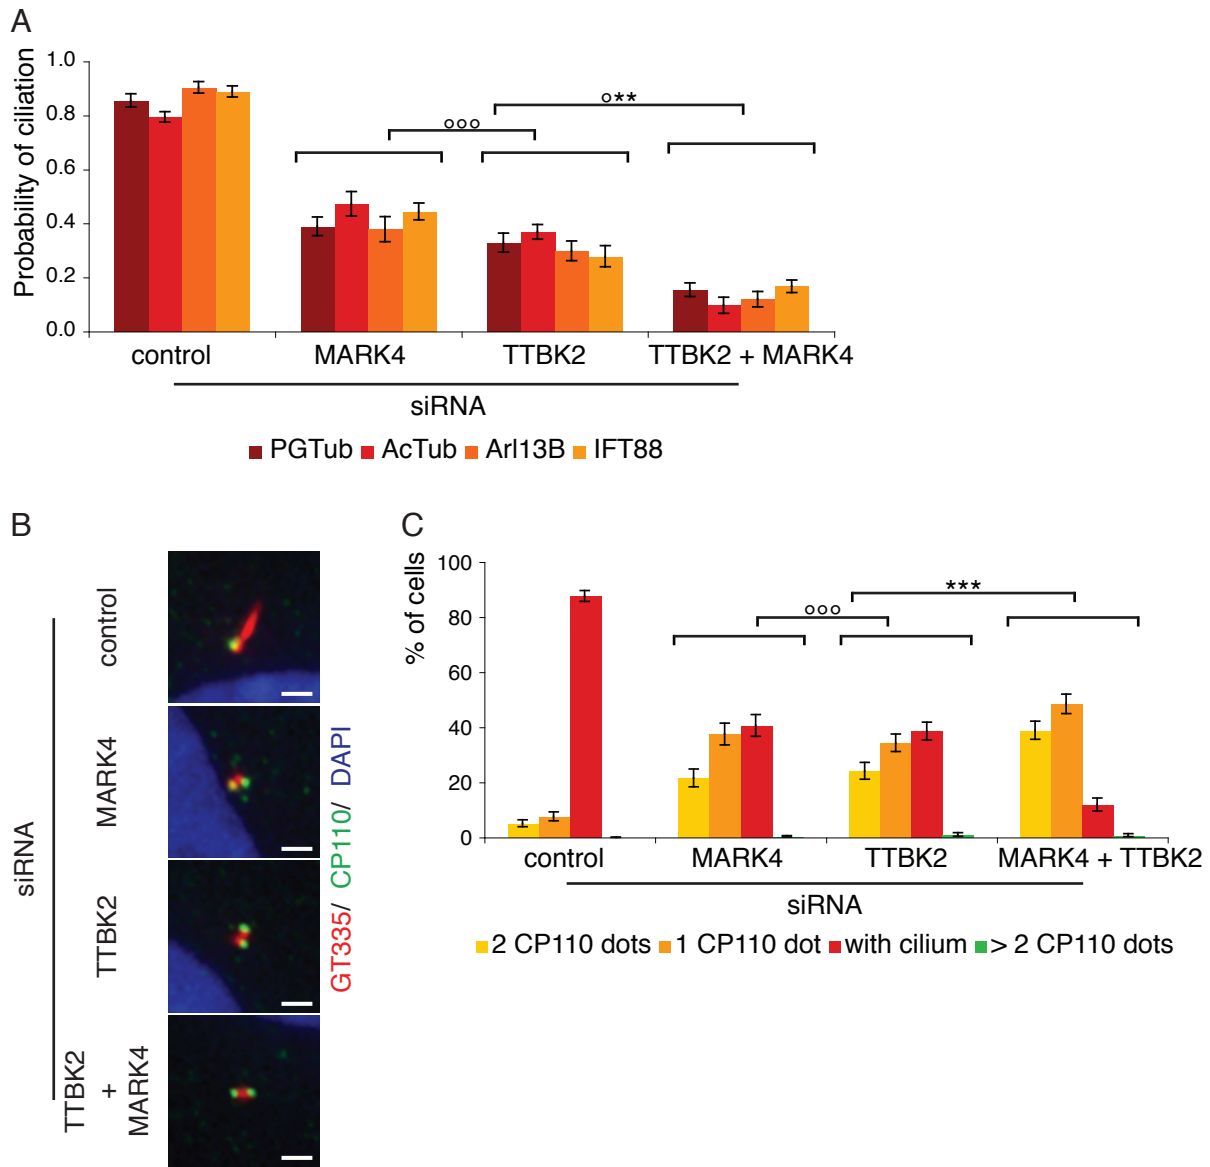 A
Probability of ciliation
1.0
0.8
0.6
0.4
0.2
0.0
°**
°°°
control
MARK4
TTBK2
TTBK2 + MARK4
siRNA
PGTub
AcTub
Arl13B
IFT88
B
siRNA
control
MARK4
TTBK2
TTBK2
+
MARK4
GT335/ CP110/ DAPI
C
% of cells
100
80
60
40
20
0
***
°°°
control
MARK4
TTBK2
MARK4 + TTBK2
siRNA
2 CP110 dots
1 CP110 dot
with cilium
> 2 CP110 dots